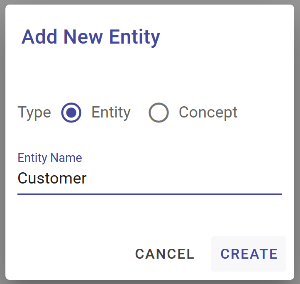 Add New Entity
Type Entity Concept
Entity Name
Customer
CANCEL CREATE